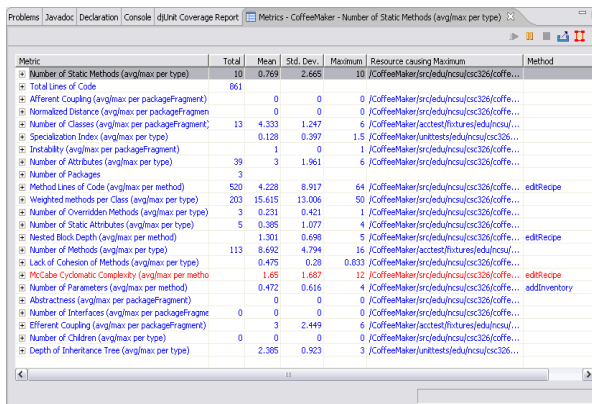 Problems Javadoc Declaration Console djUnit Coverage Report Metrics - CoffeeMaker - Number of Static Methods (avg/max per type)
Metric Total Mean Std. Dev. Maximum Resource causing Maximum Method
Number of Static Methods (avg/max per type) 10 0.769 2.665 10 /CoffeeMaker/src/edu/ncsu/csc326/coffe...
Total Lines of Code 861
Afferent Coupling (avg/max per packageFragment) 0 0 0 /CoffeeMaker/src/edu/ncsu/csc326/coffe...
Normalized Distance (avg/max per packageFragmen 0 0 0 /CoffeeMaker/src/edu/ncsu/csc326/coffe...
Number of Classes (avg/max per packageFragment) 13 4.333 1.247 6 /CoffeeMaker/acctest/fixtures/edu/ncsu/...
Specialization Index (avg/max per type) 0.128 0.397 1.5 /CoffeeMaker/unittests/edu/ncsu/csc326...
Instability (avg/max per packageFragment) 1 0 1 /CoffeeMaker/src/edu/ncsu/csc326/coffe...
Number of Attributes (avg/max per type) 39 3 1.961 6 /CoffeeMaker/src/edu/ncsu/csc326/coffe...
Number of Packages 3
Method Lines of Code (avg/max per method) 520 4.228 8.917 64 /CoffeeMaker/src/edu/ncsu/csc326/coffe... editRecipe
Weighted methods per Class (avg/max per type) 203 15.615 13.006 50 /CoffeeMaker/src/edu/ncsu/csc326/coffe...
Number of Overridden Methods (avg/max per type) 3 0.231 0.421 1 /CoffeeMaker/src/edu/ncsu/csc326/coffe...
Number of Static Attributes (avg/max per type) 5 0.385 1.077 4 /CoffeeMaker/src/edu/ncsu/csc326/coffe...
Nested Block Depth (avg/max per method) 1.301 0.698 5 /CoffeeMaker/src/edu/ncsu/csc326/coffe... editRecipe
Number of Methods (avg/max per type) 113 8.692 4.794 16 /CoffeeMaker/acctest/fixtures/edu/ncsu/...
Lack of Cohesion of Methods (avg/max per type) 0.475 0.28 0.833 /CoffeeMaker/src/edu/ncsu/csc326/coffe...
McCabe Cyclomatic Complexity (avg/max per metho 1.65 1.687 12 /CoffeeMaker/src/edu/ncsu/csc326/coffe... editRecipe
Number of Parameters (avg/max per method) 0.472 0.616 4 /CoffeeMaker/src/edu/ncsu/csc326/coffe... addInventory
Abstractness (avg/max per packageFragment) 0 0 0 /CoffeeMaker/src/edu/ncsu/csc326/coffe...
Number of Interfaces (avg/max per packageFragme 0 0 0 0 /CoffeeMaker/src/edu/ncsu/csc326/coffe...
Efferent Coupling (avg/max per packageFragment) 3 2.449 6 /CoffeeMaker/acctest/fixtures/edu/ncsu/...
Number of Children (avg/max per type) 0 0 0 0 /CoffeeMaker/src/edu/ncsu/csc326/coffe...
Depth of Inheritance Tree (avg/max per type) 2.385 0.923 3 /CoffeeMaker/unittests/edu/ncsu/csc326...